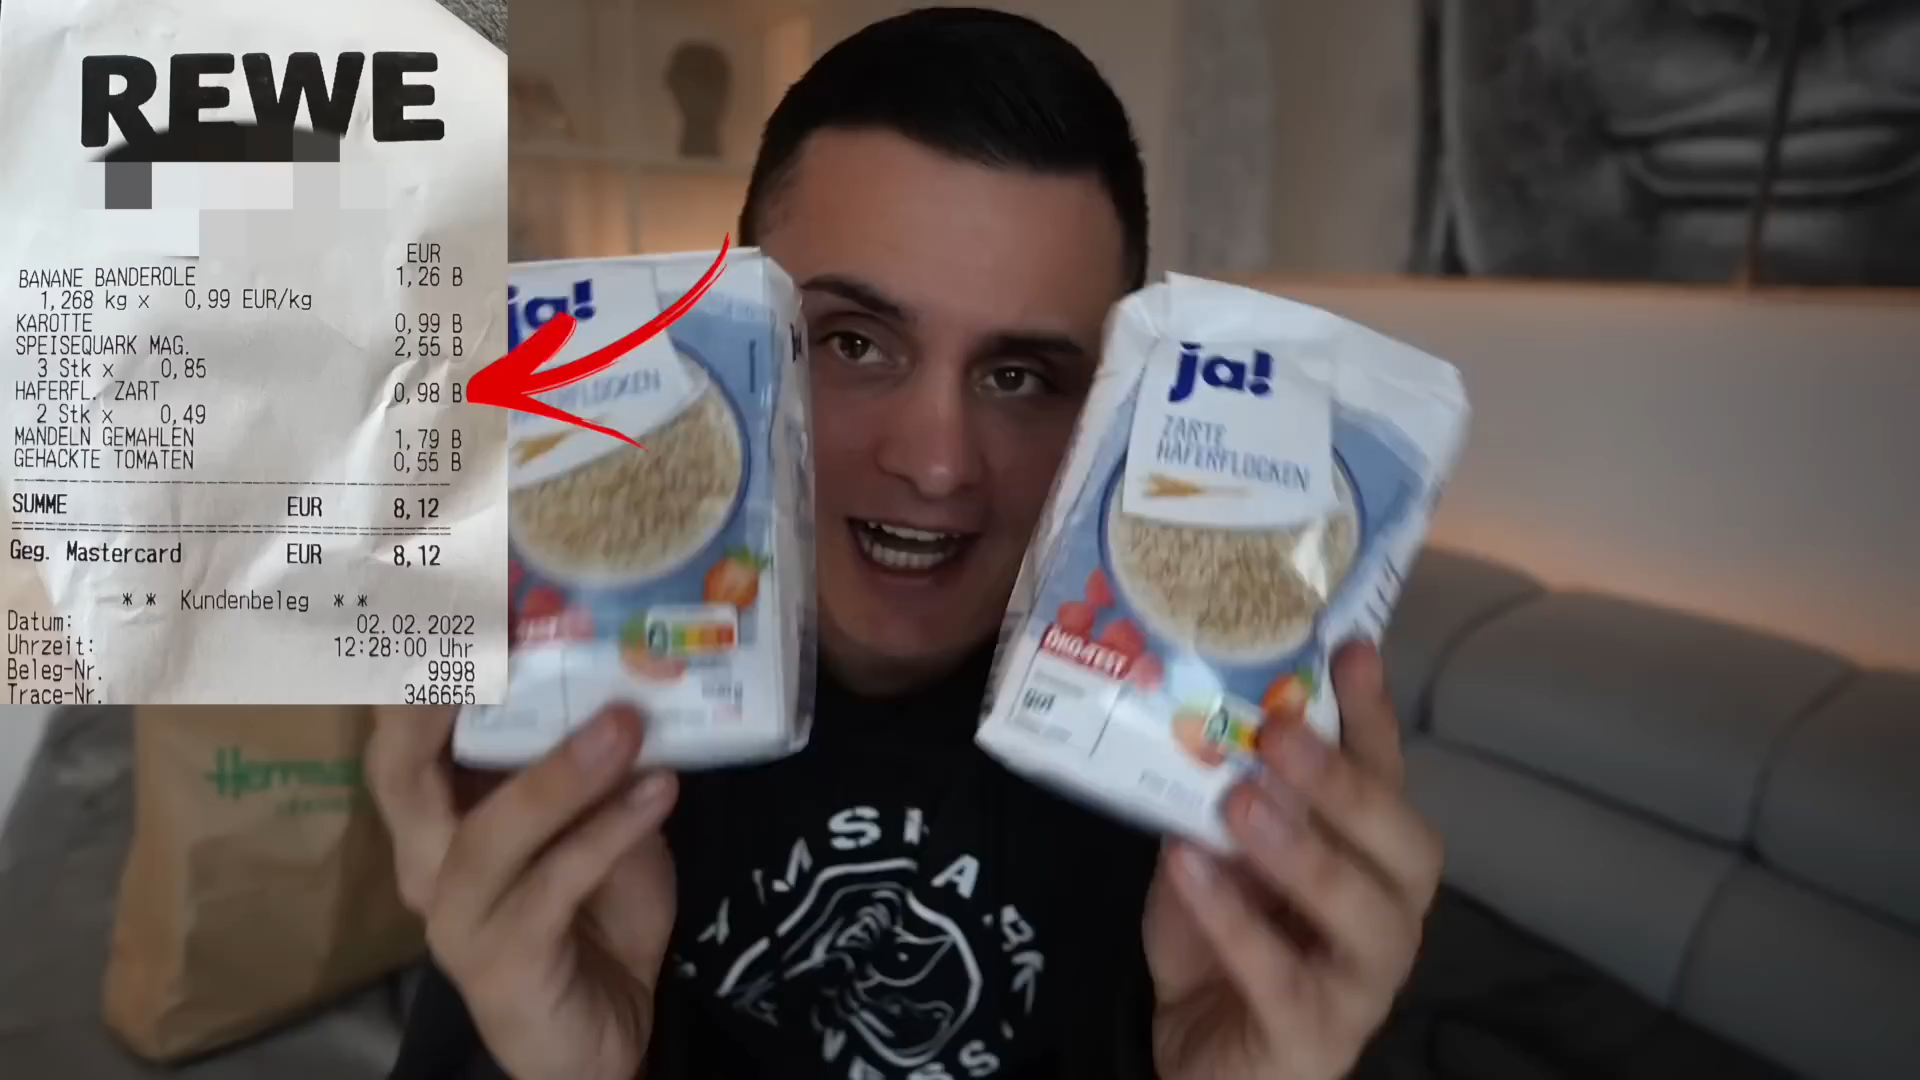 REWE
EUR
BANANE BANDEROLE 1,26 B
1,268 kg x 0,99 EUR/kg
KAROTTE 0,99 B
SPEISEQUARK MAG. 2,55 B
3 Stk x 0,85
HAFERFL. ZART 0,98 B
2 Stk x 0,49
MANDELN GEMAHLEN 1,79 B
GEHACKTE TOMATEN 0,55 B
SUMME EUR 8,12
Geg. Mastercard EUR 8,12
* * Kundenbeleg * *
Datum: 02.02.2022
Uhrzeit: 12:28:00 Uhr
Beleg-Nr. 9998
Trace-Nr. 346655
ja!
ja!
ZARTE
HAFERFLOCKEN
ÖKO-TEST
gut